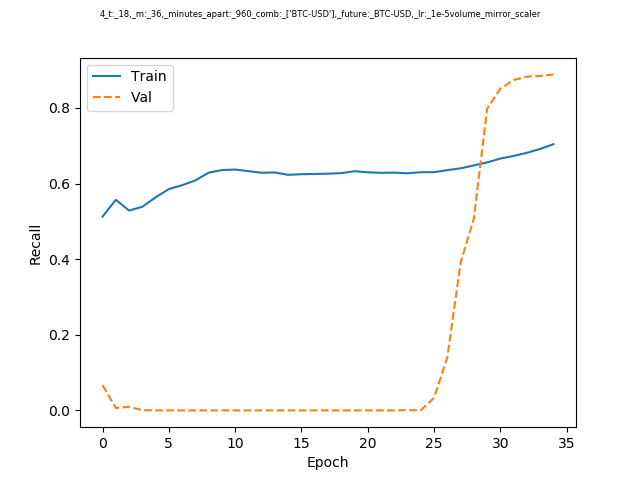 4_t:_18,_m:_36,_minutes_apart:_960_comb:_['BTC-USD'],_future:_BTC-USD,_lr:_1e-5volume_mirror_scaler
Train
Val
0.8
0.6
0.4
0.2
0.0
Recall
0 5 10 15 20 25 30 35
Epoch